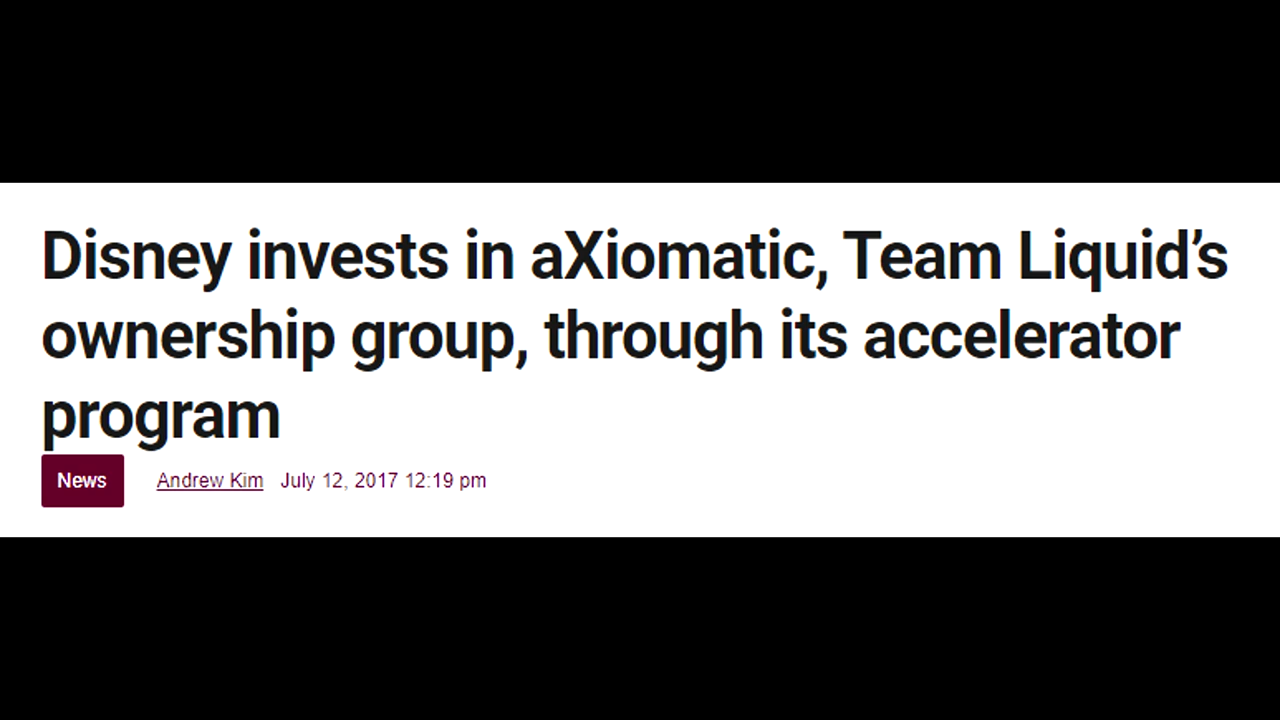 Disney invests in aXiomatic, Team Liquid’s
ownership group, through its accelerator
program
News Andrew Kim July 12, 2017 12:19 pm